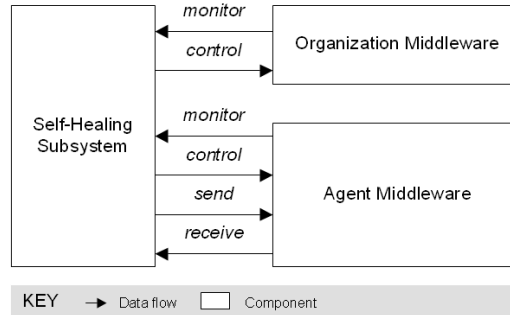 monitor
Organization Middleware
control
monitor
Self-Healing
Subsystem
control
Agent Middleware
send
receive
KEY Data flow Component